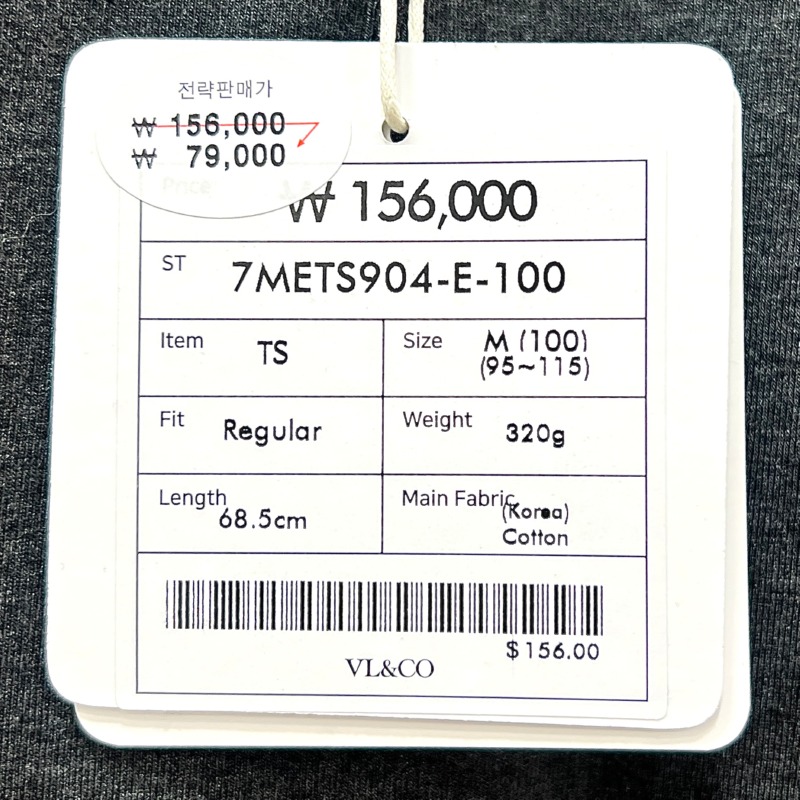 전략판매가
₩ 156,000
₩ 79,000
Price
₩ 156,000
ST 7METS904-E-100
Item TS
Size M (100)
(95~115)
Fit Regular
Weight 320g
Length 68.5cm
Main Fabric (Korea)
Cotton
$156.00
VL&CO